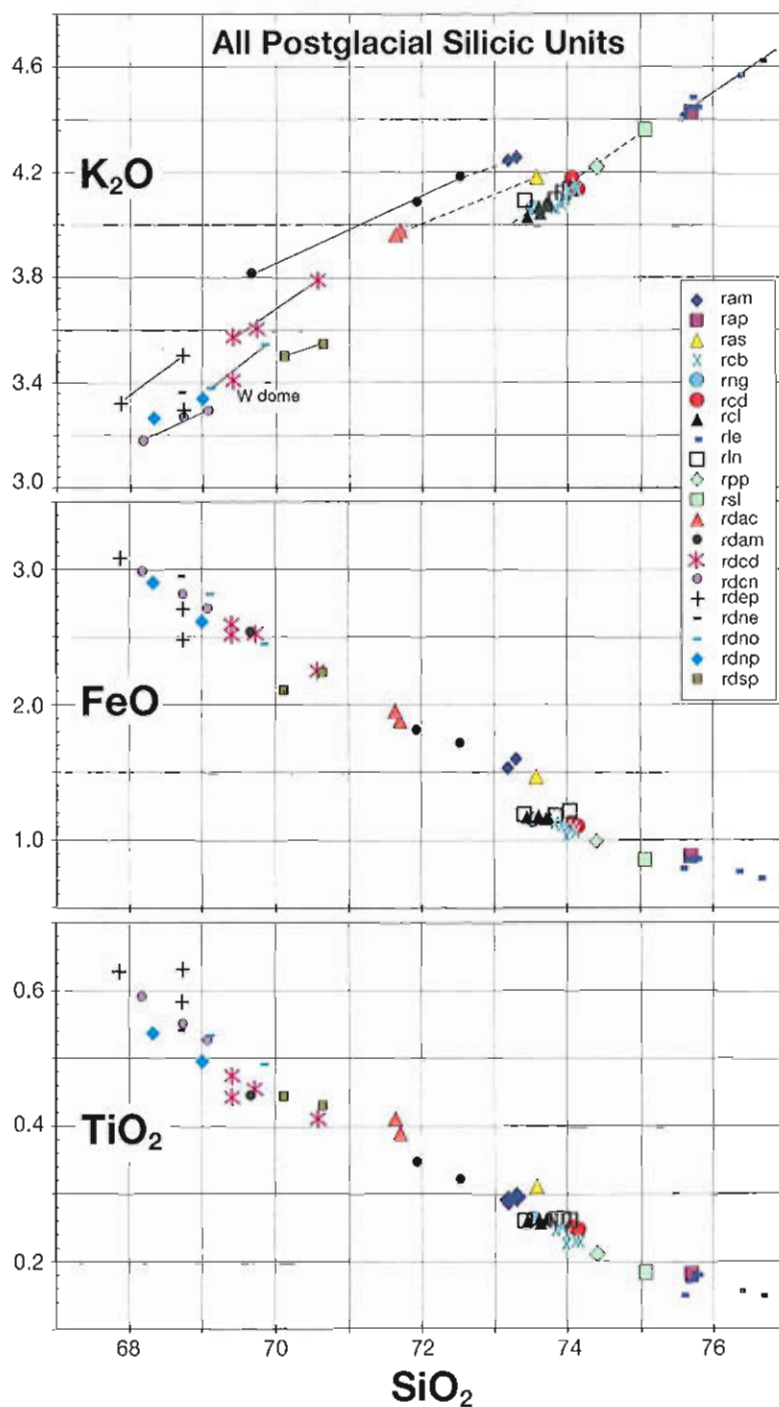 All Postglacial Silicic Units
4.6
4.2
K₂O
3.8
3.4
W dome
3.0
ram
rap
ras
rcb
rng
rcd
rcl
rle
rln
rpp
rsl
rdac
rdam
rdcd
rdcn
rdep
rdne
rdno
rdnp
rdsp
3.0
FeO
2.0
1.0
0.6
TiO₂
0.4
0.2
68
70
72
74
76
SiO₂